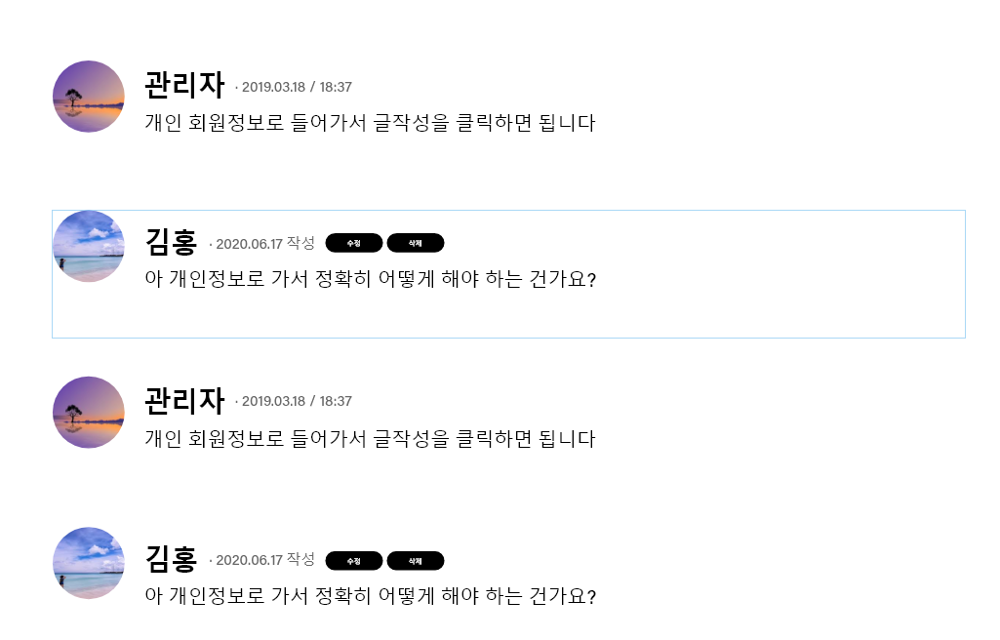 관리자 · 2019.03.18 / 18:37
개인 회원정보로 들어가서 글작성을 클릭하면 됩니다
김홍 · 2020.06.17 작성 수정 삭제
아 개인정보로 가서 정확히 어떻게 해야 하는 건가요?
관리자 · 2019.03.18 / 18:37
개인 회원정보로 들어가서 글작성을 클릭하면 됩니다
김홍 · 2020.06.17 작성 수정 삭제
아 개인정보로 가서 정확히 어떻게 해야 하는 건가요?